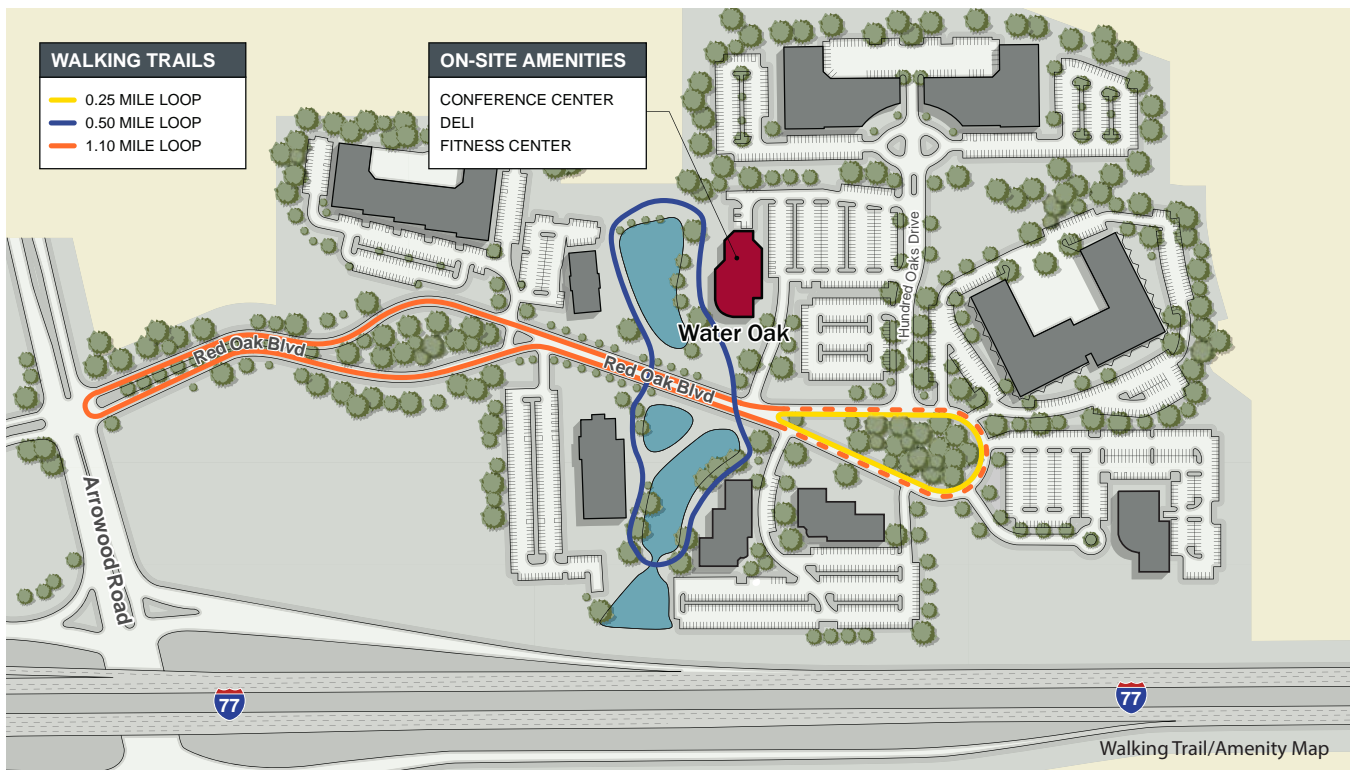 WALKING TRAILS
0.25 MILE LOOP
0.50 MILE LOOP
1.10 MILE LOOP
ON-SITE AMENITIES
CONFERENCE CENTER
DELI
FITNESS CENTER
Hundred Oaks Drive
Water Oak
Red Oak Blvd
Red Oak Blvd
Arrowood Road
77
77
Walking Trail/Amenity Map